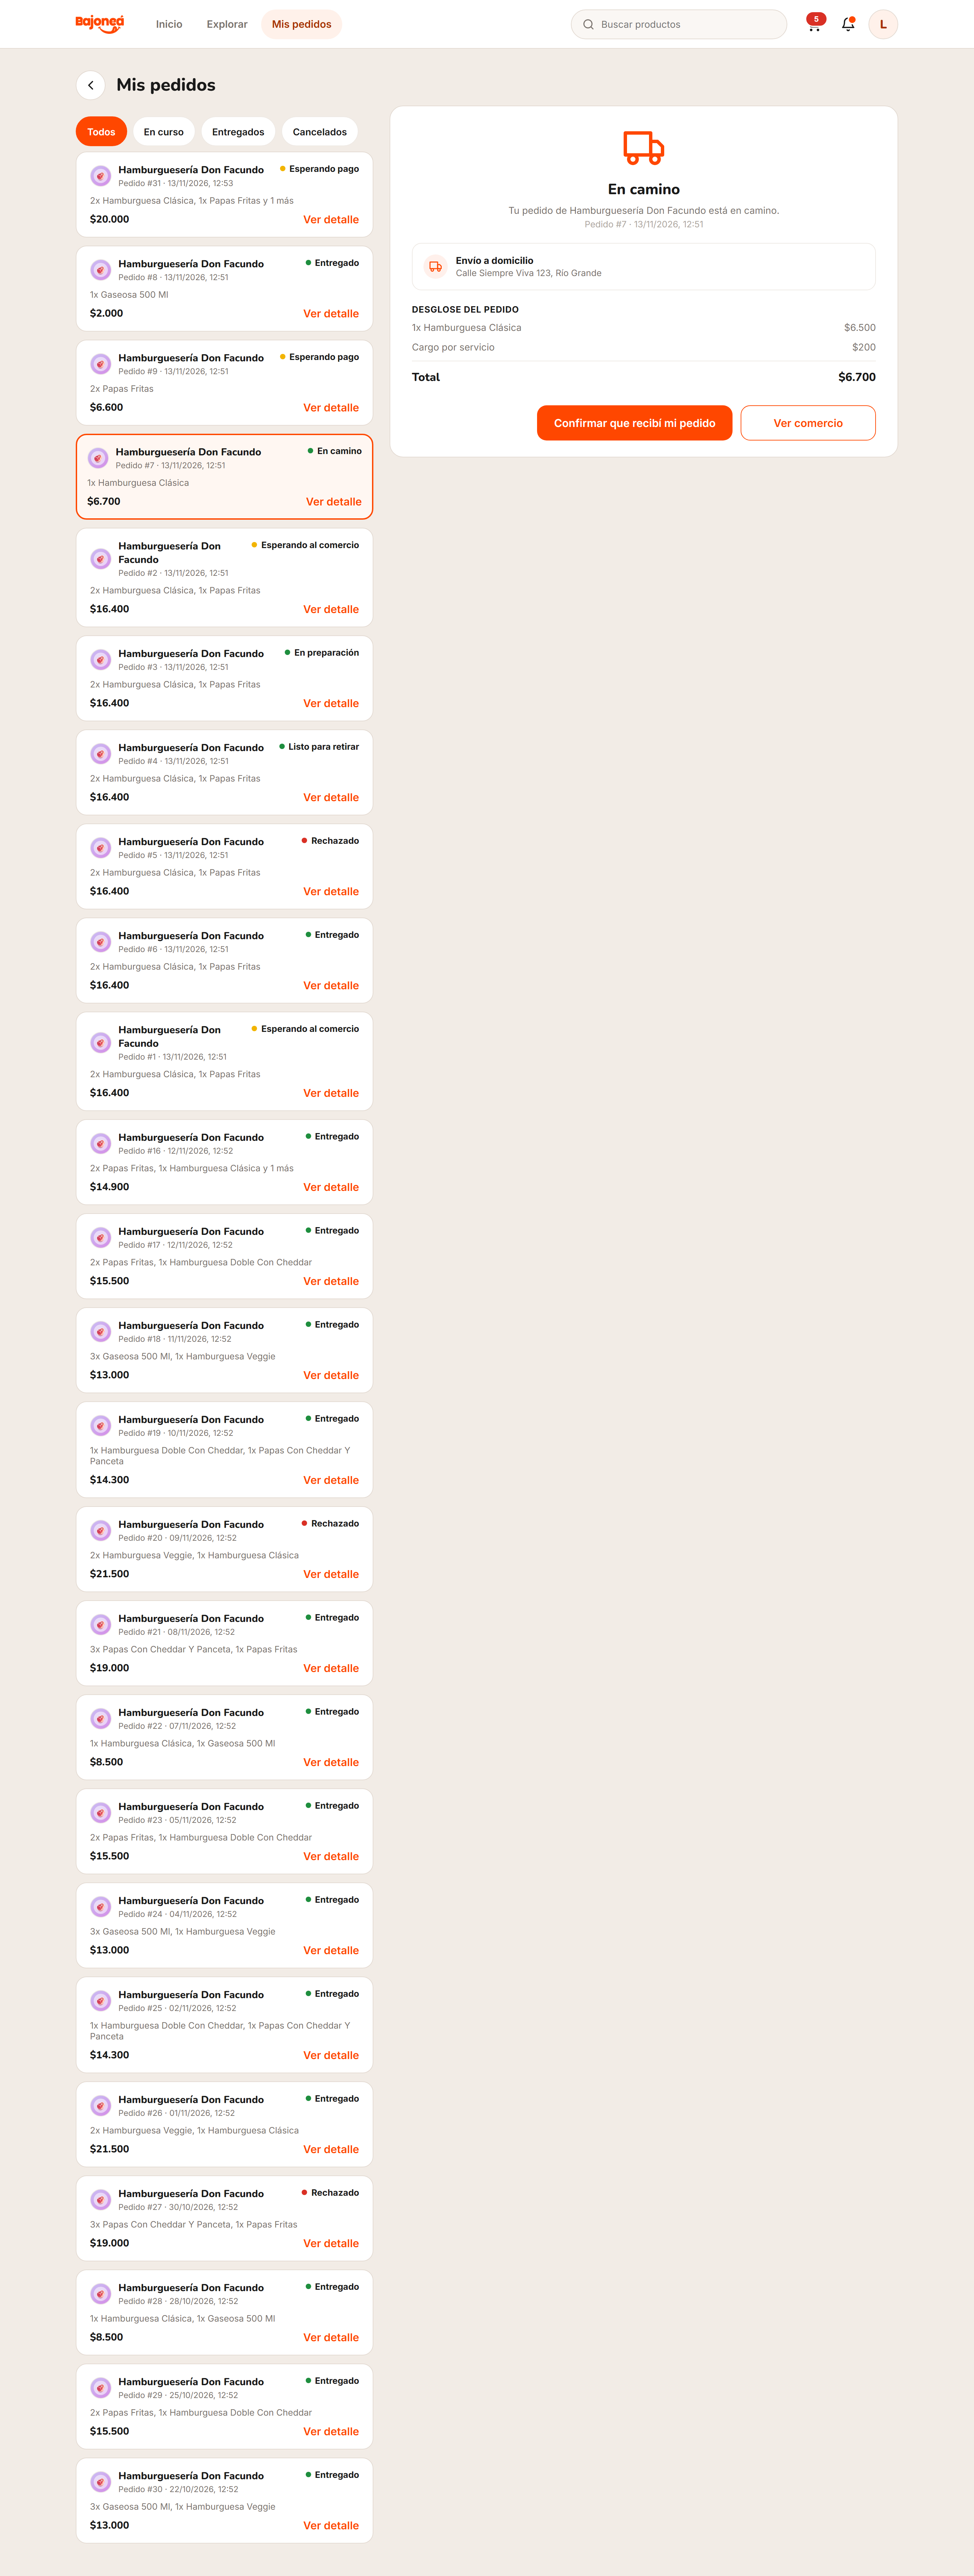 Bajoneá
Inicio
Explorar
Mis pedidos
Buscar productos
5
L
Mis pedidos
Todos
En curso
Entregados
Cancelados
Hamburguesería Don Facundo
Esperando pago
Pedido #31 · 13/11/2026, 12:53
2x Hamburguesa Clásica, 1x Papas Fritas y 1 más
$20.000
Ver detalle
Hamburguesería Don Facundo
Entregado
Pedido #8 · 13/11/2026, 12:51
1x Gaseosa 500 Ml
$2.000
Ver detalle
Hamburguesería Don Facundo
Esperando pago
Pedido #9 · 13/11/2026, 12:51
2x Papas Fritas
$6.600
Ver detalle
Hamburguesería Don Facundo
En camino
Pedido #7 · 13/11/2026, 12:51
1x Hamburguesa Clásica
$6.700
Ver detalle
Hamburguesería Don
Facundo
Esperando al comercio
Pedido #2 · 13/11/2026, 12:51
2x Hamburguesa Clásica, 1x Papas Fritas
$16.400
Ver detalle
Hamburguesería Don Facundo
En preparación
Pedido #3 · 13/11/2026, 12:51
2x Hamburguesa Clásica, 1x Papas Fritas
$16.400
Ver detalle
Hamburguesería Don Facundo
Listo para retirar
Pedido #4 · 13/11/2026, 12:51
2x Hamburguesa Clásica, 1x Papas Fritas
$16.400
Ver detalle
Hamburguesería Don Facundo
Rechazado
Pedido #5 · 13/11/2026, 12:51
2x Hamburguesa Clásica, 1x Papas Fritas
$16.400
Ver detalle
Hamburguesería Don Facundo
Entregado
Pedido #6 · 13/11/2026, 12:51
2x Hamburguesa Clásica, 1x Papas Fritas
$16.400
Ver detalle
Hamburguesería Don
Facundo
Esperando al comercio
Pedido #1 · 13/11/2026, 12:51
2x Hamburguesa Clásica, 1x Papas Fritas
$16.400
Ver detalle
Hamburguesería Don Facundo
Entregado
Pedido #16 · 12/11/2026, 12:52
2x Papas Fritas, 1x Hamburguesa Clásica y 1 más
$14.900
Ver detalle
Hamburguesería Don Facundo
Entregado
Pedido #17 · 12/11/2026, 12:52
2x Papas Fritas, 1x Hamburguesa Doble Con Cheddar
$15.500
Ver detalle
Hamburguesería Don Facundo
Entregado
Pedido #18 · 11/11/2026, 12:52
3x Gaseosa 500 Ml, 1x Hamburguesa Veggie
$13.000
Ver detalle
Hamburguesería Don Facundo
Entregado
Pedido #19 · 10/11/2026, 12:52
1x Hamburguesa Doble Con Cheddar, 1x Papas Con Cheddar Y
Panceta
$14.300
Ver detalle
Hamburguesería Don Facundo
Rechazado
Pedido #20 · 09/11/2026, 12:52
2x Hamburguesa Veggie, 1x Hamburguesa Clásica
$21.500
Ver detalle
Hamburguesería Don Facundo
Entregado
Pedido #21 · 08/11/2026, 12:52
3x Papas Con Cheddar Y Panceta, 1x Papas Fritas
$19.000
Ver detalle
Hamburguesería Don Facundo
Entregado
Pedido #22 · 07/11/2026, 12:52
1x Hamburguesa Clásica, 1x Gaseosa 500 Ml
$8.500
Ver detalle
Hamburguesería Don Facundo
Entregado
Pedido #23 · 05/11/2026, 12:52
2x Papas Fritas, 1x Hamburguesa Doble Con Cheddar
$15.500
Ver detalle
Hamburguesería Don Facundo
Entregado
Pedido #24 · 04/11/2026, 12:52
3x Gaseosa 500 Ml, 1x Hamburguesa Veggie
$13.000
Ver detalle
Hamburguesería Don Facundo
Entregado
Pedido #25 · 02/11/2026, 12:52
1x Hamburguesa Doble Con Cheddar, 1x Papas Con Cheddar Y
Panceta
$14.300
Ver detalle
Hamburguesería Don Facundo
Entregado
Pedido #26 · 01/11/2026, 12:52
2x Hamburguesa Veggie, 1x Hamburguesa Clásica
$21.500
Ver detalle
Hamburguesería Don Facundo
Rechazado
Pedido #27 · 30/10/2026, 12:52
3x Papas Con Cheddar Y Panceta, 1x Papas Fritas
$19.000
Ver detalle
Hamburguesería Don Facundo
Entregado
Pedido #28 · 28/10/2026, 12:52
1x Hamburguesa Clásica, 1x Gaseosa 500 Ml
$8.500
Ver detalle
Hamburguesería Don Facundo
Entregado
Pedido #29 · 25/10/2026, 12:52
2x Papas Fritas, 1x Hamburguesa Doble Con Cheddar
$15.500
Ver detalle
Hamburguesería Don Facundo
Entregado
Pedido #30 · 22/10/2026, 12:52
3x Gaseosa 500 Ml, 1x Hamburguesa Veggie
$13.000
Ver detalle
En camino
Tu pedido de Hamburguesería Don Facundo está en camino.
Pedido #7 · 13/11/2026, 12:51
Envío a domicilio
Calle Siempre Viva 123, Rio Grande
DESGLOSE DEL PEDIDO
1x Hamburguesa Clásica
$6.500
Cargo por servicio
$200
Total
$6.700
Confirmar que recibí mi pedido
Ver comercio